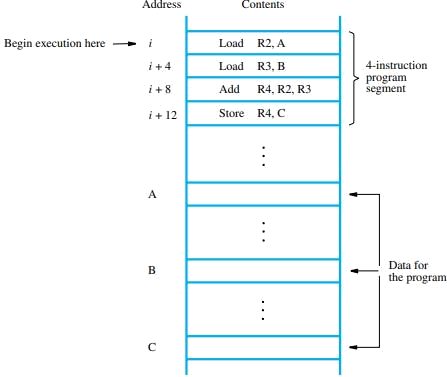 Address Contents
Begin execution here i Load R2, A
i + 4 Load R3, B
i + 8 Add R4, R2, R3
i + 12 Store R4, C
4-instruction
program
segment
A
B
C
Data for
the program